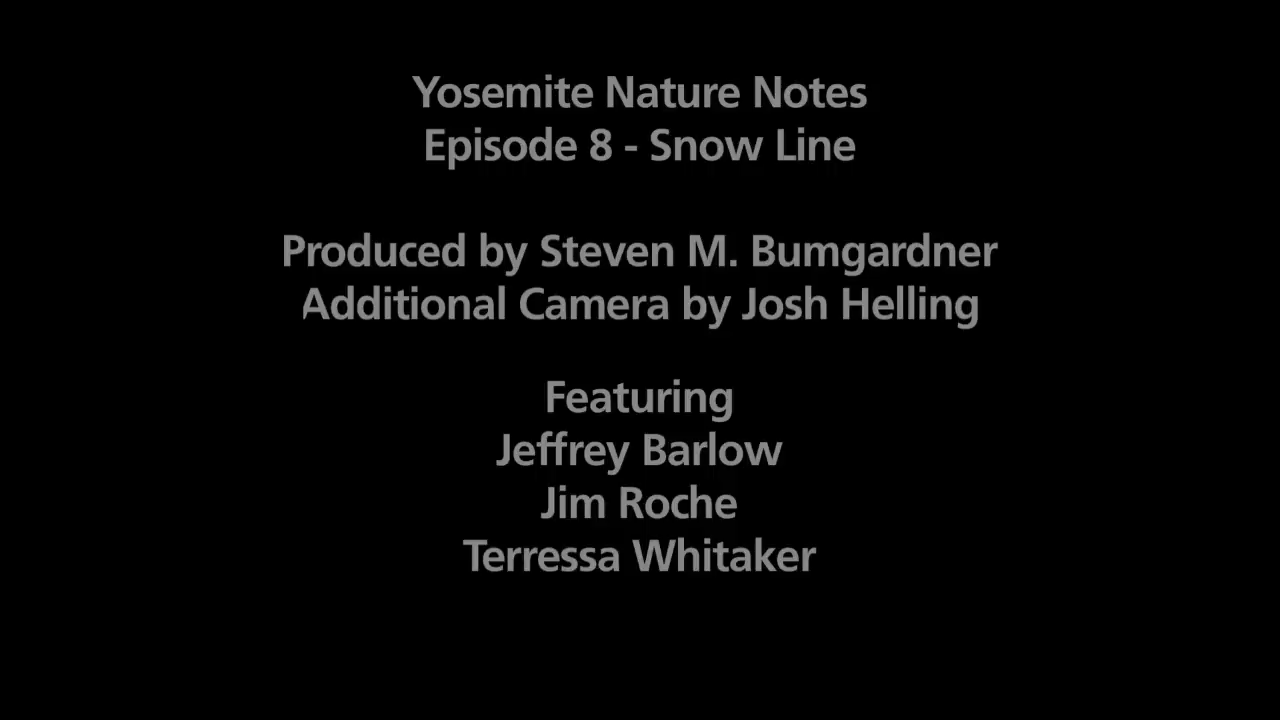 Yosemite Nature Notes
Episode 8 - Snow Line
Produced by Steven M. Bumgardner
Additional Camera by Josh Helling
Featuring
Jeffrey Barlow
Jim Roche
Terressa Whitaker